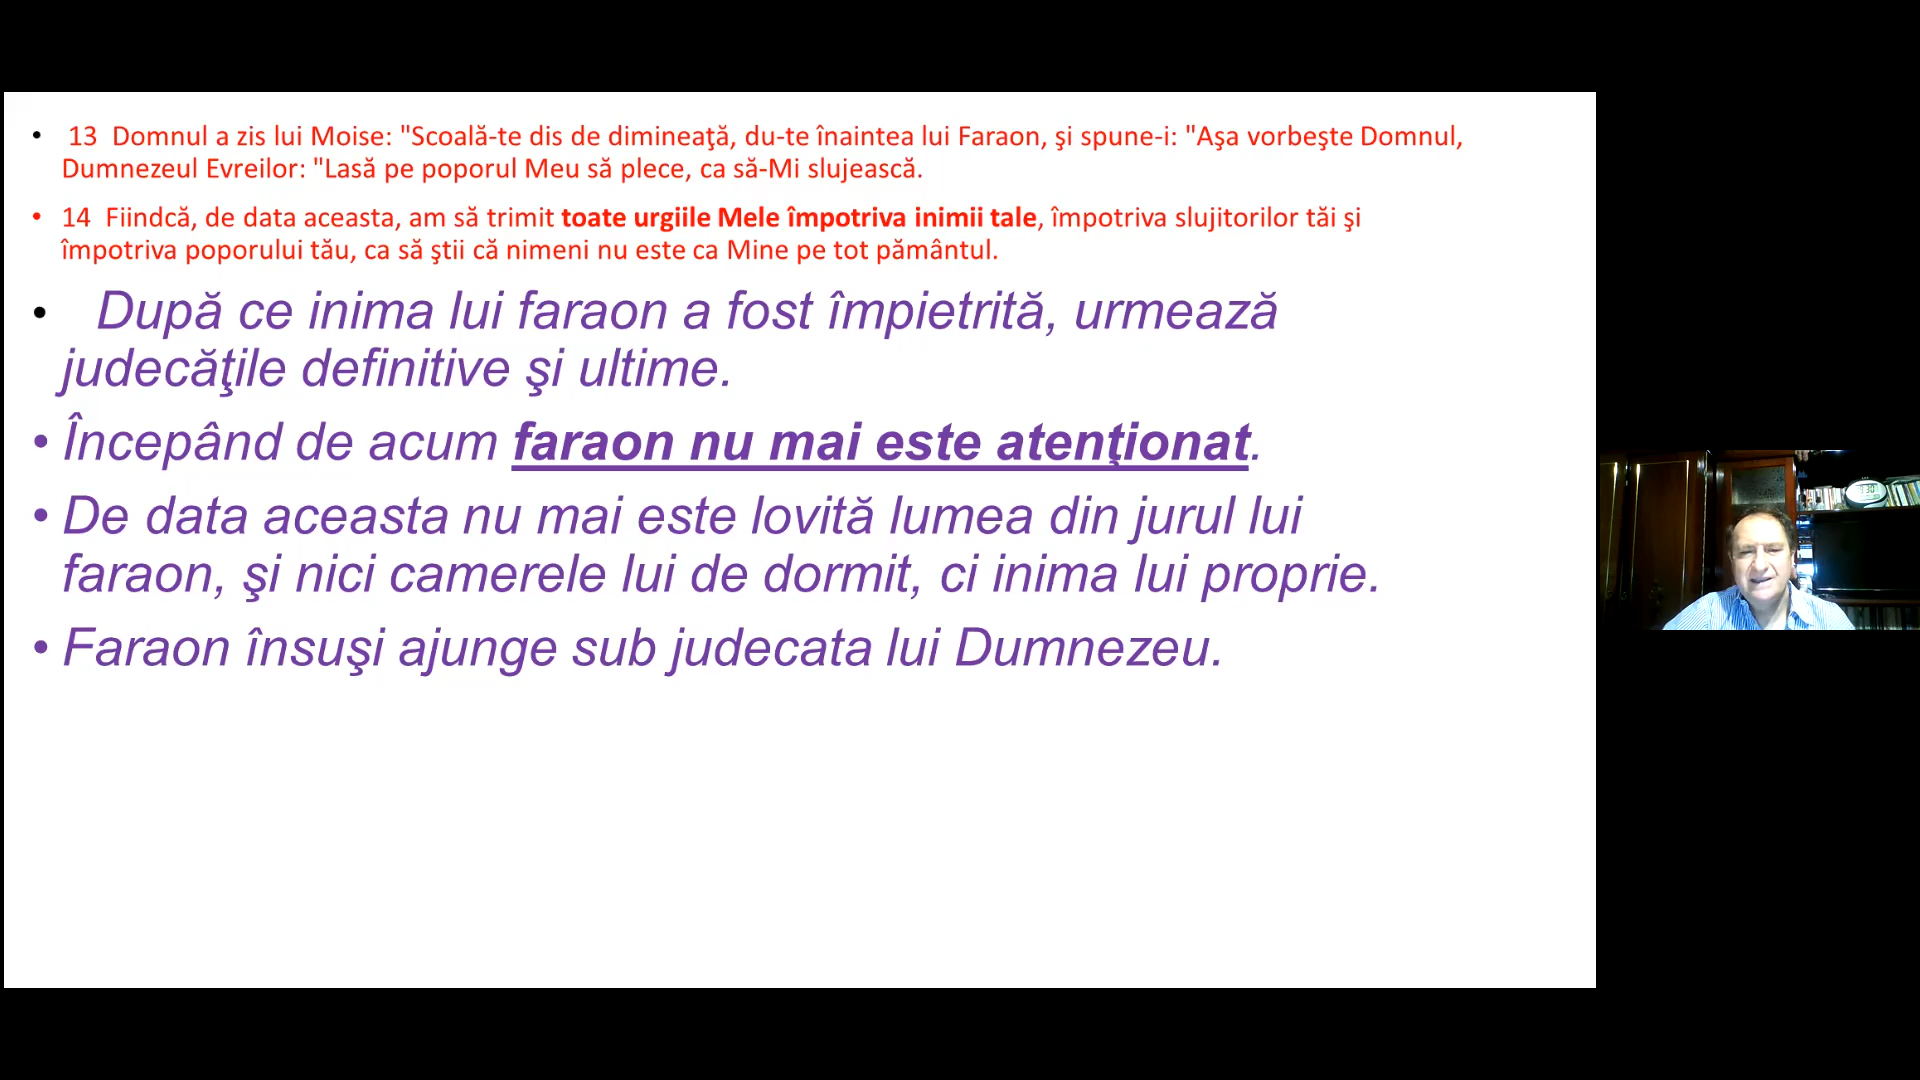 • 13 Domnul a zis lui Moise: "Scoală-te dis de dimineaţă, du-te înaintea lui Faraon, şi spune-i: "Aşa vorbeşte Domnul,
Dumnezeul Evreilor: "Lasă pe poporul Meu să plece, ca să-Mi slujească.
• 14 Fiindcă, de data aceasta, am să trimit toate urgiile Mele împotriva inimii tale, împotriva slujitorilor tăi şi
împotriva poporului tău, ca să ştii că nimeni nu este ca Mine pe tot pământul.
• După ce inima lui faraon a fost împietrită, urmează
judecăţile definitive şi ultime.
• Începând de acum faraon nu mai este atenţionat.
• De data aceasta nu mai este lovită lumea din jurul lui
faraon, şi nici camerele lui de dormit, ci inima lui proprie.
• Faraon însuşi ajunge sub judecata lui Dumnezeu.